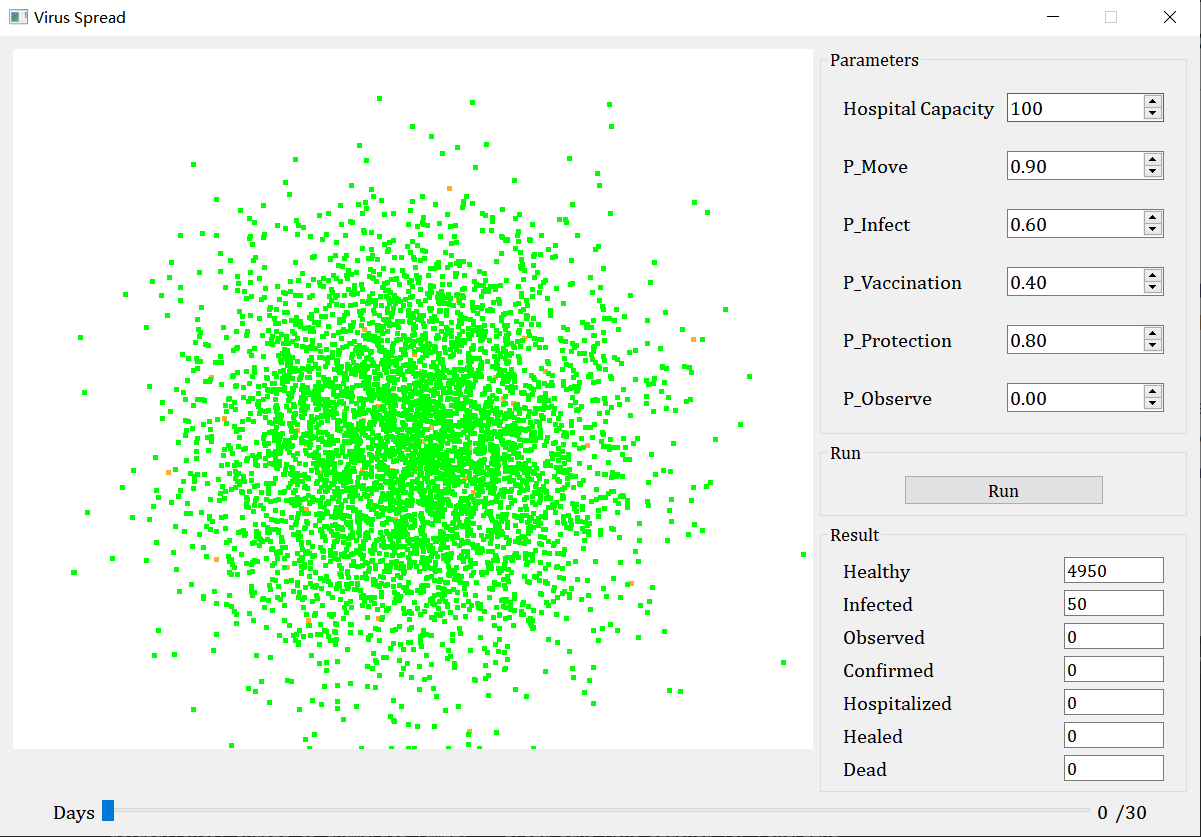 Virus Spread
Parameters
Hospital Capacity 100
P_Move 0.90
P_Infect 0.60
P_Vaccination 0.40
P_Protection 0.80
P_Observe 0.00
Run
Run
Result
Healthy 4950
Infected 50
Observed 0
Confirmed 0
Hospitalized 0
Healed 0
Dead 0
Days 0 /30